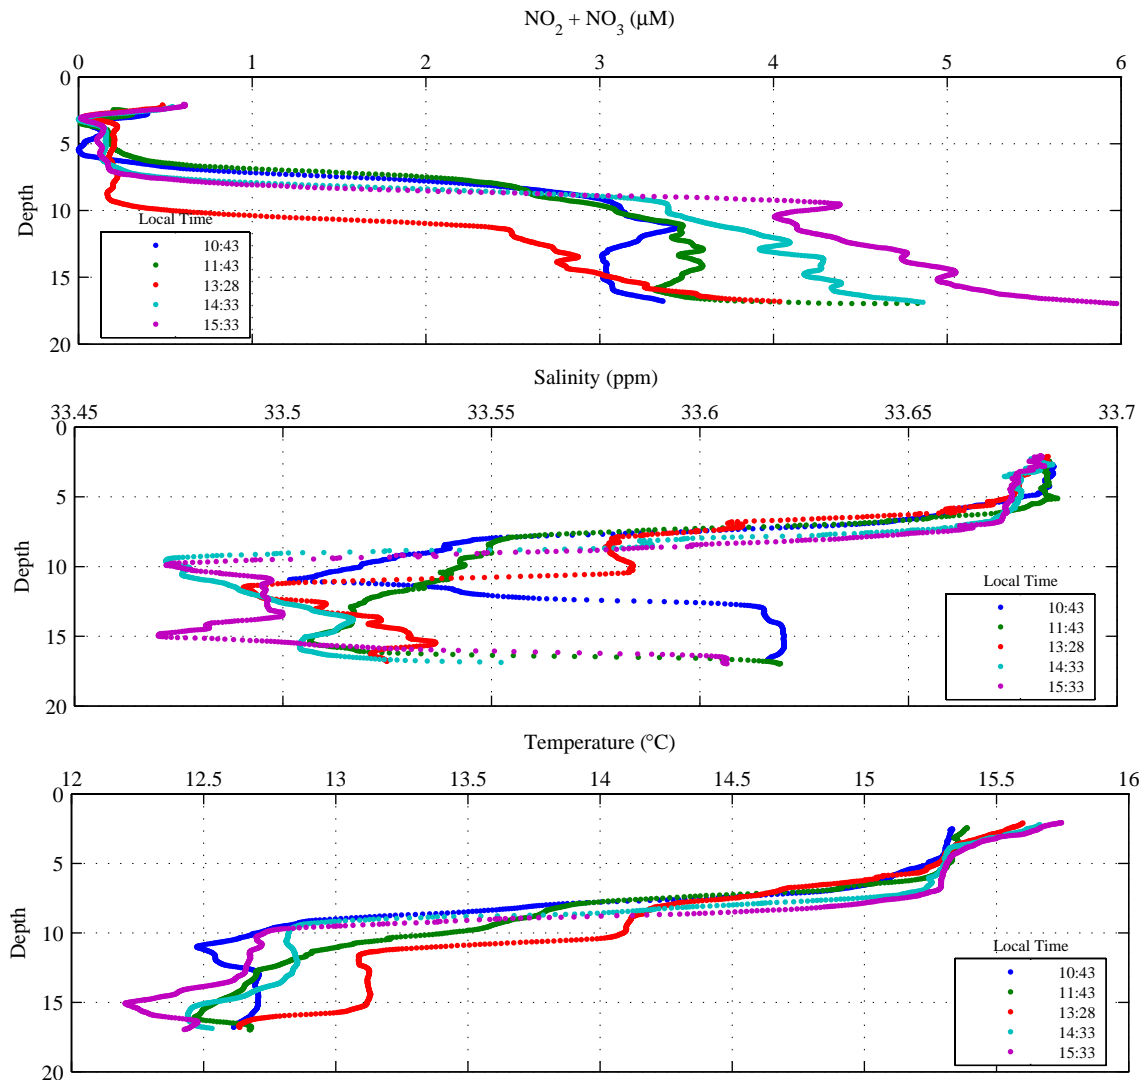 NO2 + NO3 (μM)
0 1 2 3 4 5 6
0
5
10
15
20
Depth
Local Time
10:43
11:43
13:28
14:33
15:33
Salinity (ppm)
33.45 33.5 33.55 33.6 33.65 33.7
0
5
10
15
20
Depth
Local Time
10:43
11:43
13:28
14:33
15:33
Temperature (°C)
12 12.5 13 13.5 14 14.5 15 15.5 16
0
5
10
15
20
Depth
Local Time
10:43
11:43
13:28
14:33
15:33